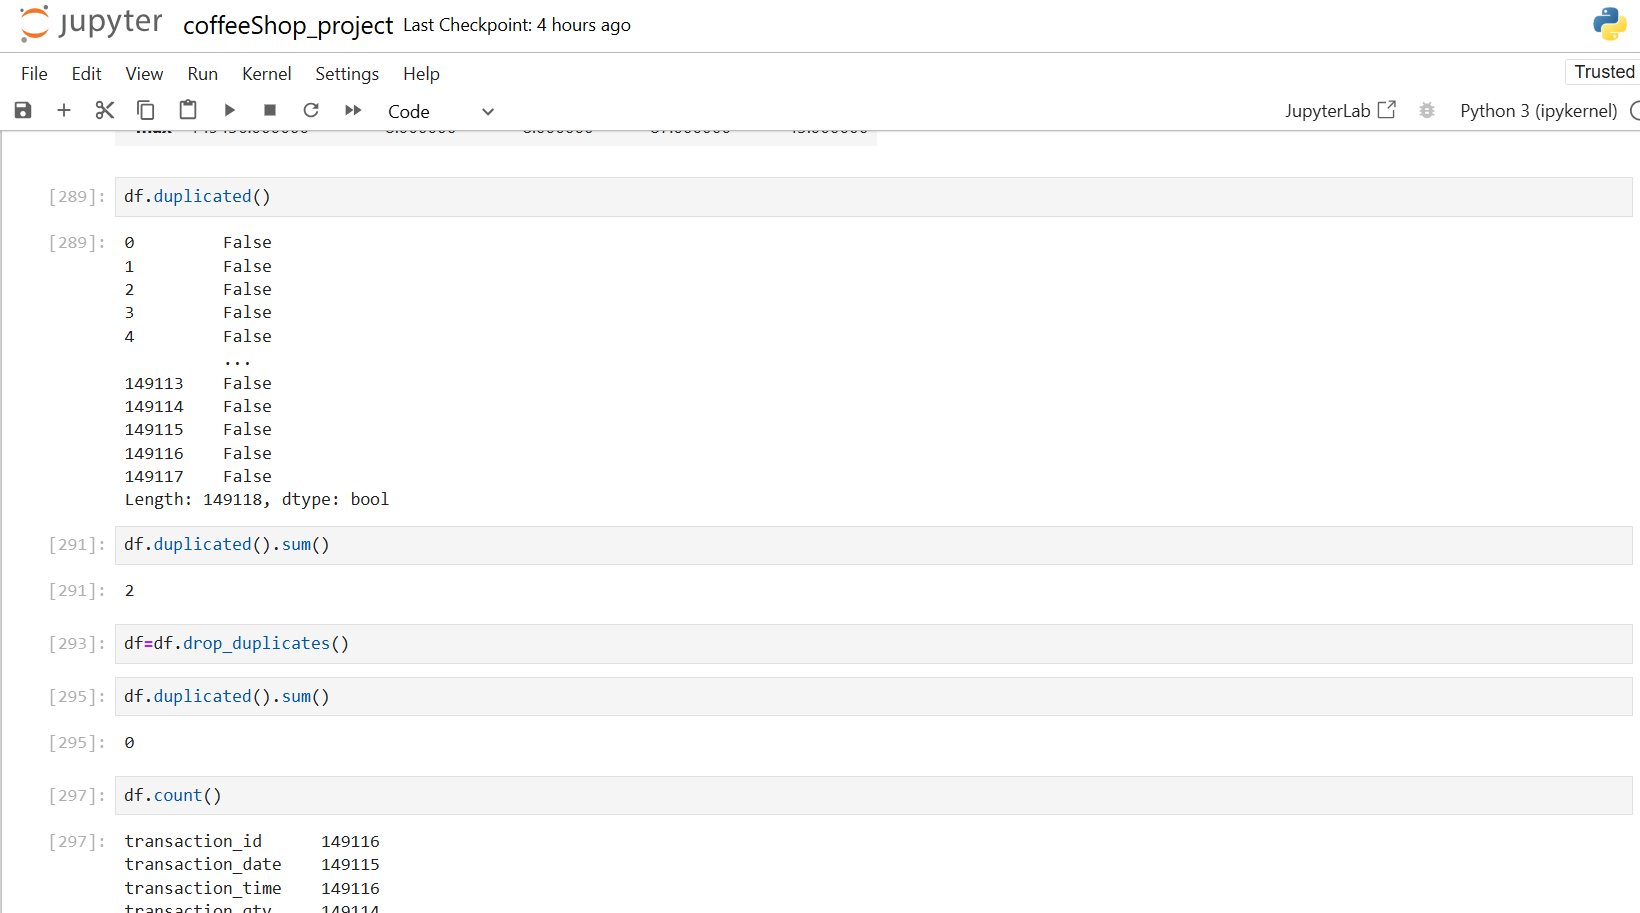 jupyter coffeeShop_project Last Checkpoint: 4 hours ago
File Edit View Run Kernel Settings Help Trusted
Code JupyterLab Python 3 (ipykernel)
[289]: df.duplicated()
[289]: 0 False
1 False
2 False
3 False
4 False
...
149113 False
149114 False
149115 False
149116 False
149117 False
Length: 149118, dtype: bool
[291]: df.duplicated().sum()
[291]: 2
[293]: df=df.drop_duplicates()
[295]: df.duplicated().sum()
[295]: 0
[297]: df.count()
[297]: transaction_id 149116
transaction_date 149115
transaction_time 149116
transaction_qty 149114